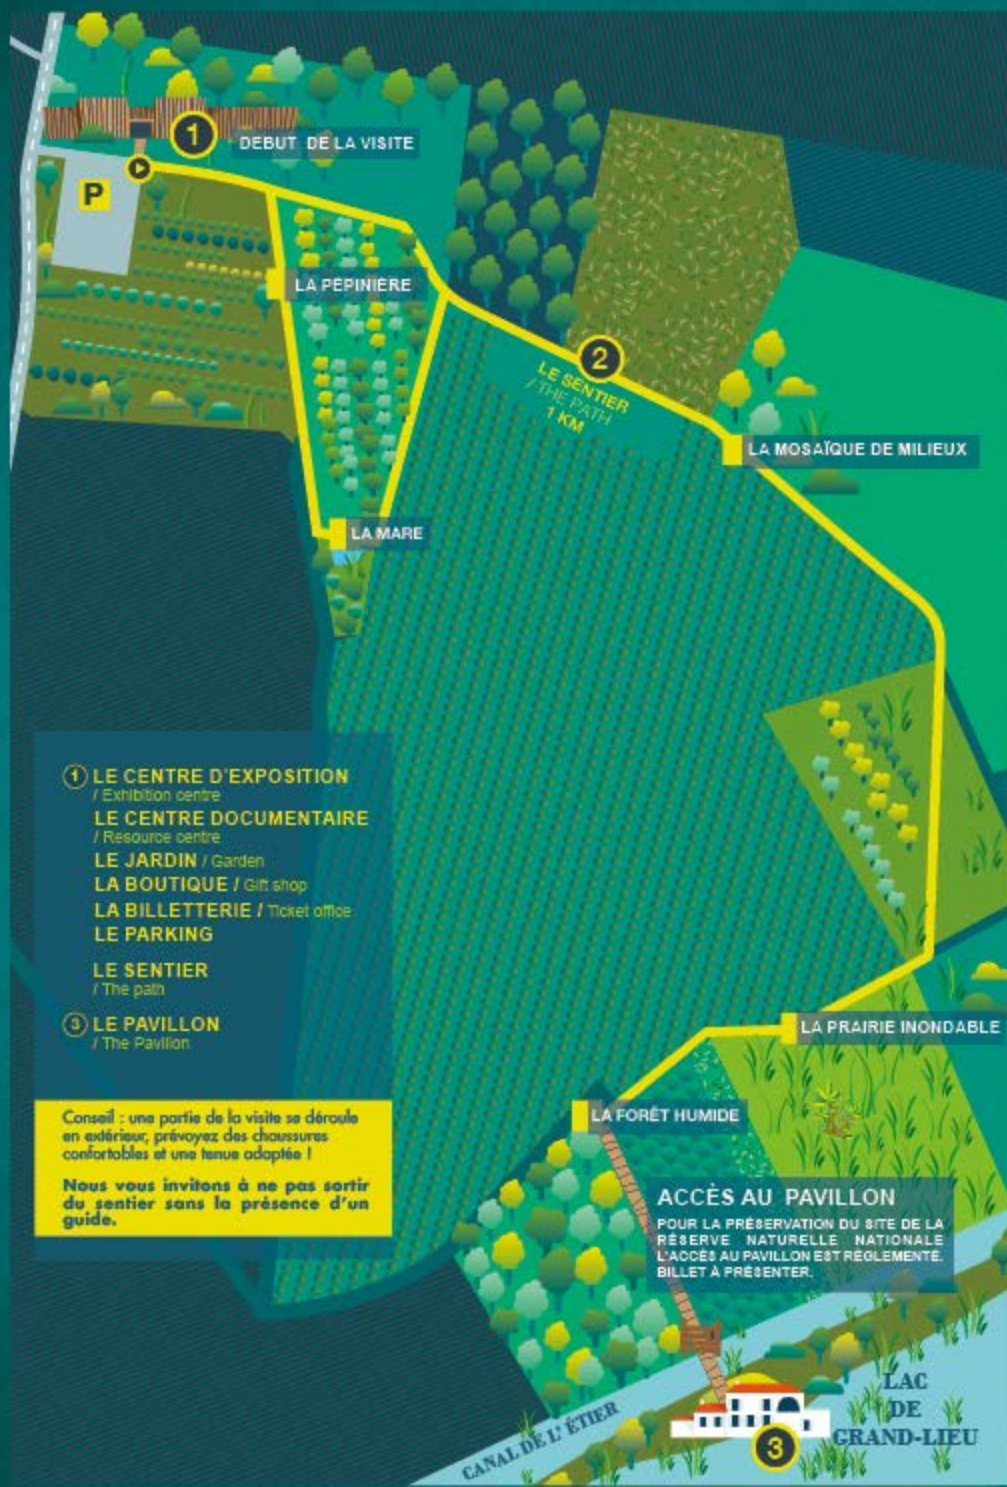 1
DEBUT DE LA VISITE
P
LA PEPINIERE
2
LE SENTIER
/ THE PATH
1 KM
LA MOSAÏQUE DE MILIEUX
LA MARE
1 LE CENTRE D'EXPOSITION
/ Exhibition centre
LE CENTRE DOCUMENTAIRE
/ Resource centre
LE JARDIN / Garden
LA BOUTIQUE / Gift shop
LA BILLETTERIE / Ticket office
LE PARKING
LE SENTIER
/ The path
3 LE PAVILLON
/ The Pavilion
Conseil : une partie de la visite se déroule
en extérieur, prévoyez des chaussures
confortables et une tenue adaptée !
Nous vous invitons à ne pas sortir
du sentier sans la présence d'un
guide.
LA PRAIRIE INONDABLE
LA FORÊT HUMIDE
ACCÈS AU PAVILLON
POUR LA PRÉSERVATION DU SITE DE LA
RÉSERVE NATURELLE NATIONALE
L'ACCÈS AU PAVILLON EST RÉGLEMENTÉ.
BILLET À PRÉSENTER.
LAC
DE
GRAND-LIEU
CANAL DE L' ÉTIER
3